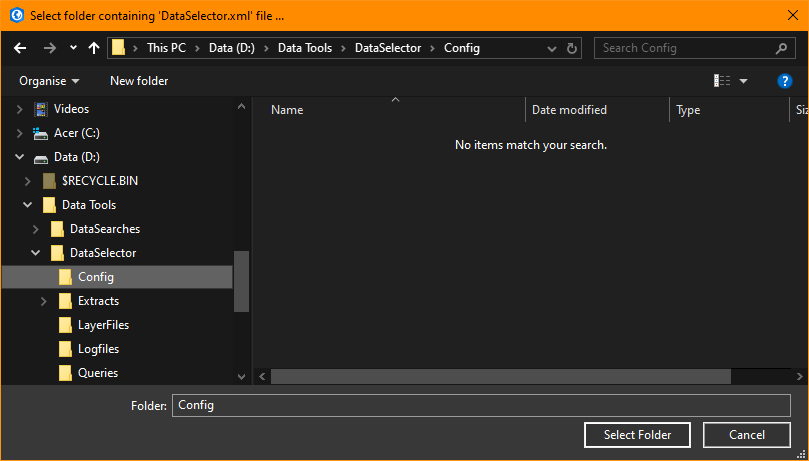 Select folder containing 'DataSelector.xml' file ...
This PC > Data (D:) > Data Tools > DataSelector > Config
Search Config
Organise New folder
Videos
Acer (C:)
Data (D:)
$RECYCLE.BIN
Data Tools
DataSearches
DataSelector
Config
Extracts
LayerFiles
Logfiles
Queries
Name Date modified Type Siz
No items match your search.
Folder: Config
Select Folder Cancel